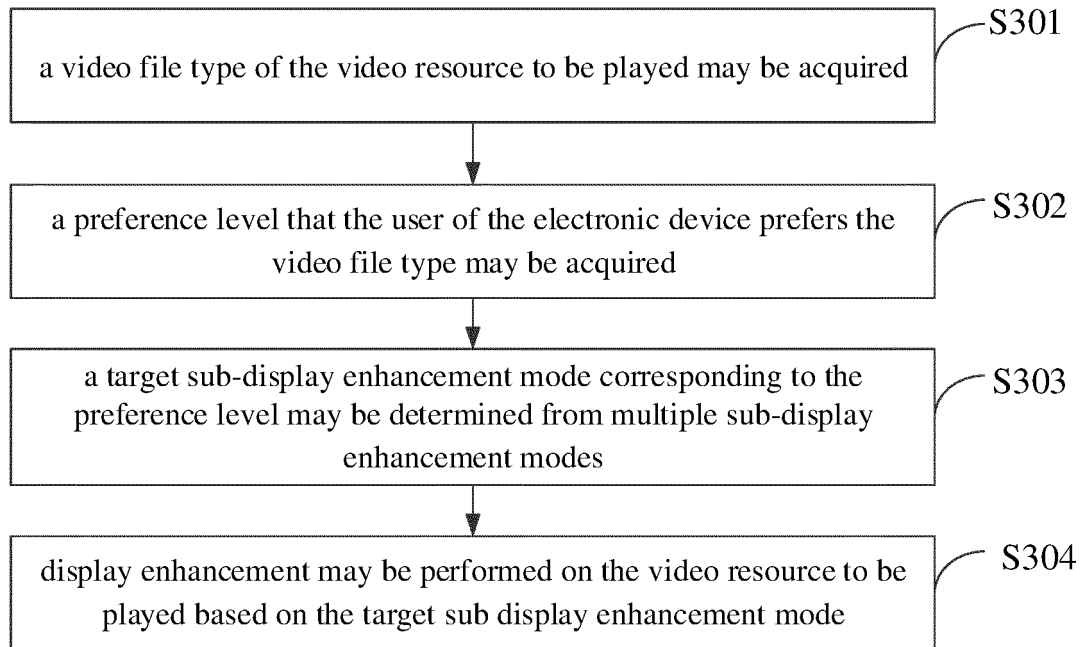 S301
a video file type of the video resource to be played may be acquired
S302
a preference level that the user of the electronic device prefers the
video file type may be acquired
S303
a target sub-display enhancement mode corresponding to the
preference level may be determined from multiple sub-display
enhancement modes
S304
display enhancement may be performed on the video resource to be
played based on the target sub display enhancement mode